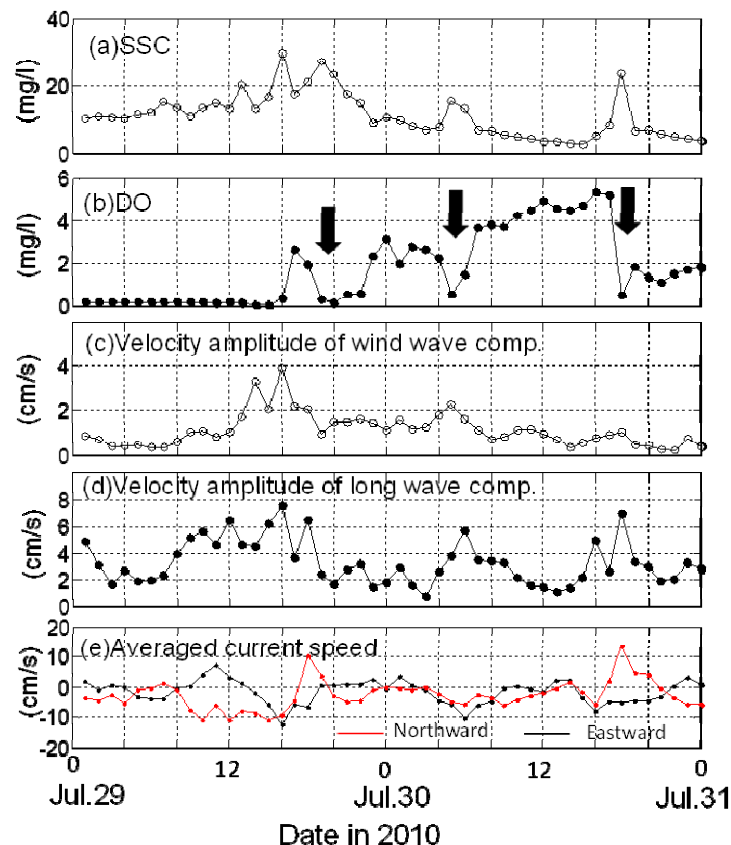 (a)SSC
40
20
0
(mg/l)
(b)DO
6
4
2
0
(mg/l)
(c)Velocity amplitude of wind wave comp.
4
2
0
(cm/s)
(d)Velocity amplitude of long wave comp.
8
6
4
2
0
(cm/s)
(e)Averaged current speed
20
10
0
-10
-20
(cm/s)
Northward
Eastward
0 12 0 12 0
Jul.29 Jul.30 Jul.31
Date in 2010